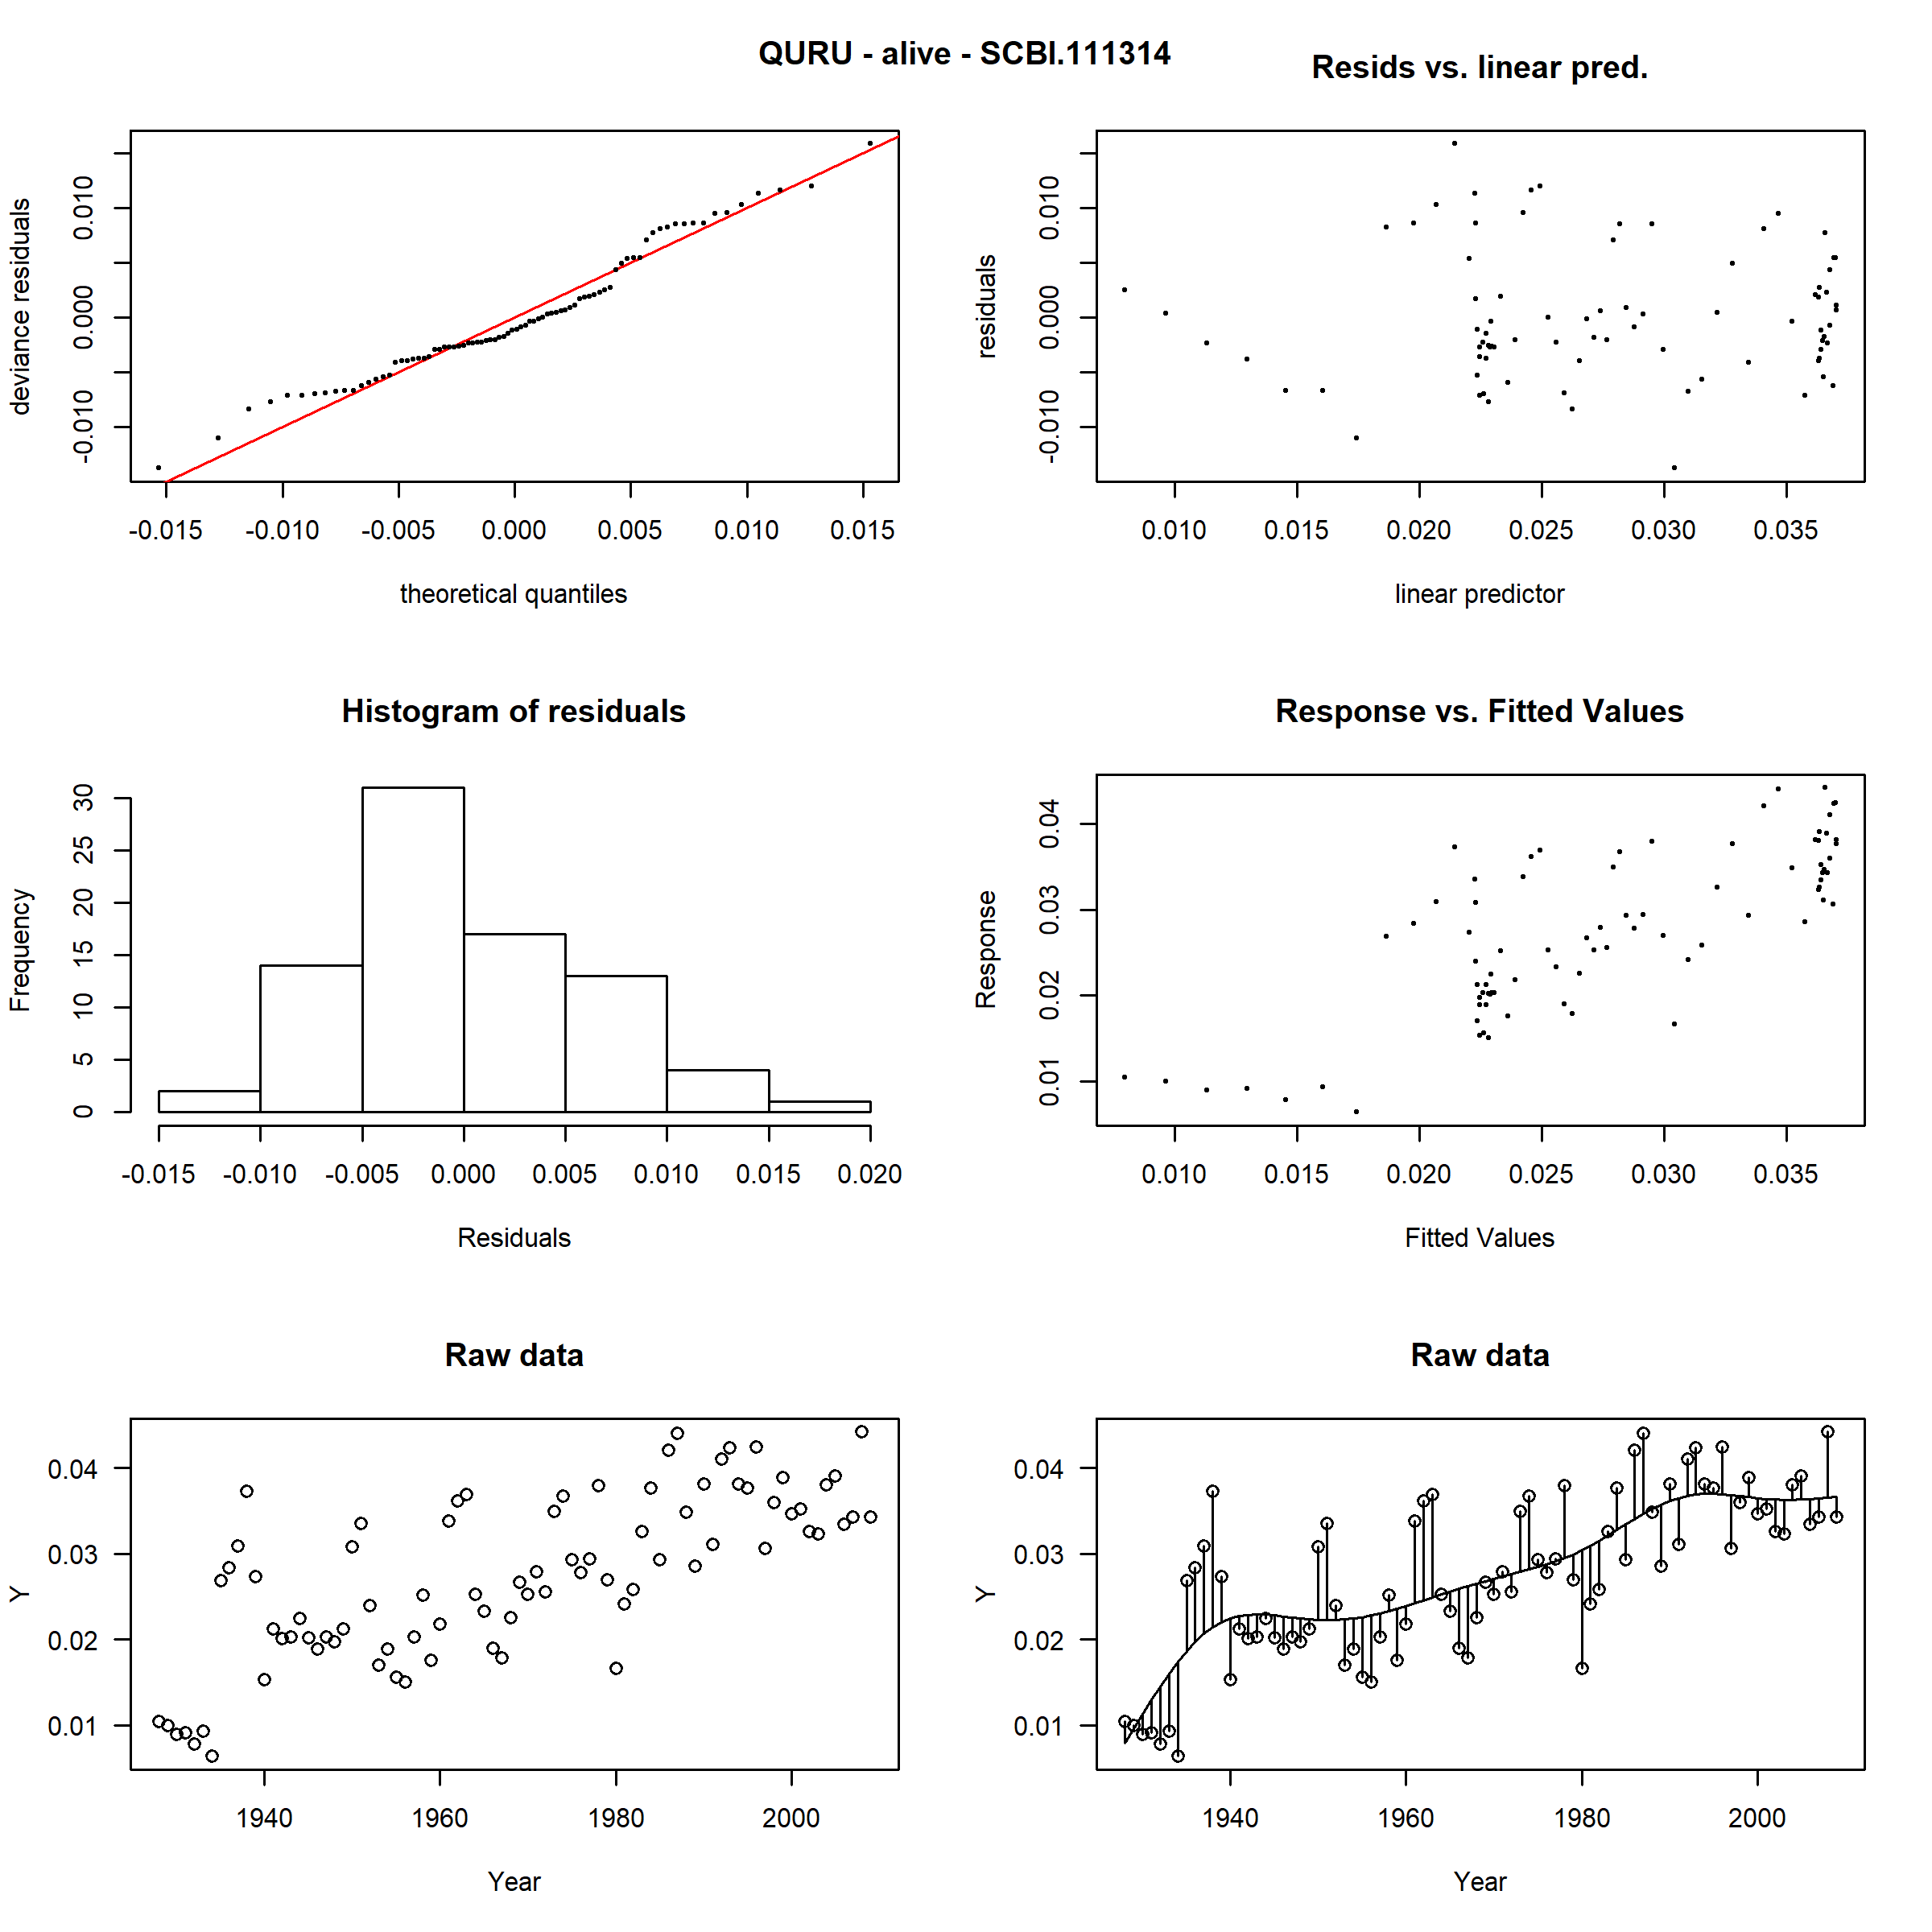 QURU - alive - SCBI.111314
deviance residuals
-0.010 0.000 0.010
-0.015 -0.010 -0.005 0.000 0.005 0.010 0.015
theoretical quantiles
Resids vs. linear pred.
residuals
-0.010 0.000 0.010
0.010 0.015 0.020 0.025 0.030 0.035
linear predictor
Histogram of residuals
Frequency
0 5 10 15 20 25 30
-0.015 -0.010 -0.005 0.000 0.005 0.010 0.015 0.020
Residuals
Response vs. Fitted Values
Response
0.01 0.02 0.03 0.04
0.010 0.015 0.020 0.025 0.030 0.035
Fitted Values
Raw data
Y
0.04
0.03
0.02
0.01
1940 1960 1980 2000
Year
Raw data
Y
0.04
0.03
0.02
0.01
1940 1960 1980 2000
Year